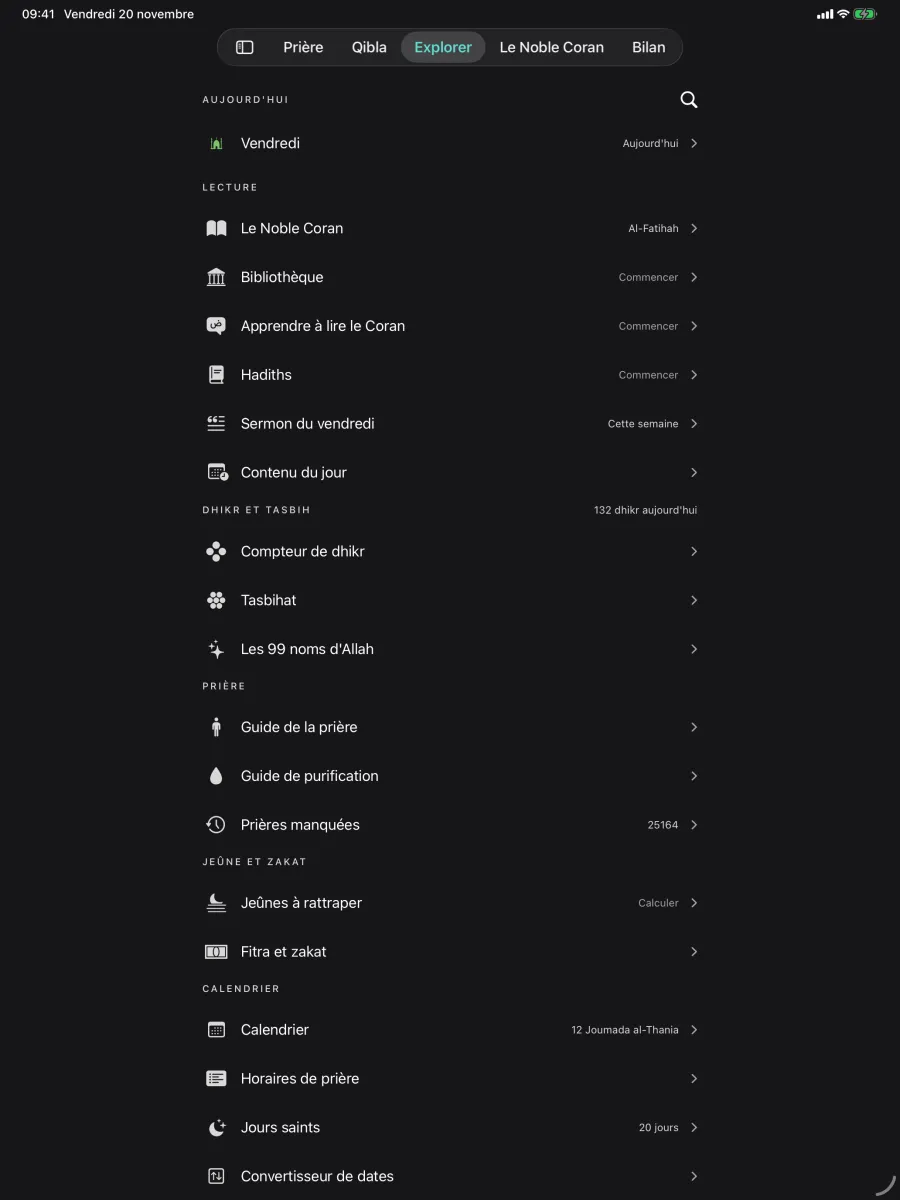 09:41 Vendredi 20 novembre
Prière Qibla Explorer Le Noble Coran Bilan
AUJOURD'HUI
Vendredi Aujourd'hui
LECTURE
Le Noble Coran Al-Fatihah
Bibliothèque Commencer
ض Apprendre à lire le Coran Commencer
Hadiths Commencer
Sermon du vendredi Cette semaine
Contenu du jour
DHIKR ET TASBIH 132 dhikr aujourd'hui
Compteur de dhikr
Tasbihat
Les 99 noms d'Allah
PRIÈRE
Guide de la prière
Guide de purification
Prières manquées 25164
JEÛNE ET ZAKAT
Jeûnes à rattraper Calculer
Fitra et zakat
CALENDRIER
Calendrier 12 Joumada al-Thania
Horaires de prière
Jours saints 20 jours
Convertisseur de dates